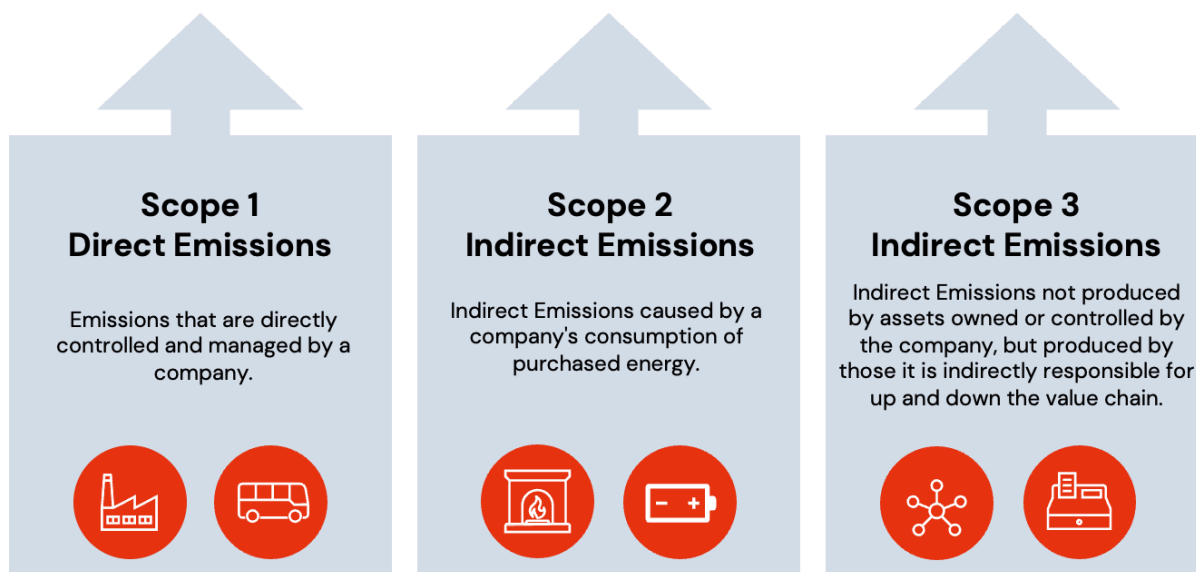 Scope 1
Direct Emissions
Emissions that are directly
controlled and managed by a
company.
Scope 2
Indirect Emissions
Indirect Emissions caused by a
company's consumption of
purchased energy.
Scope 3
Indirect Emissions
Indirect Emissions not produced
by assets owned or controlled by
the company, but produced by
those it is indirectly responsible for
up and down the value chain.